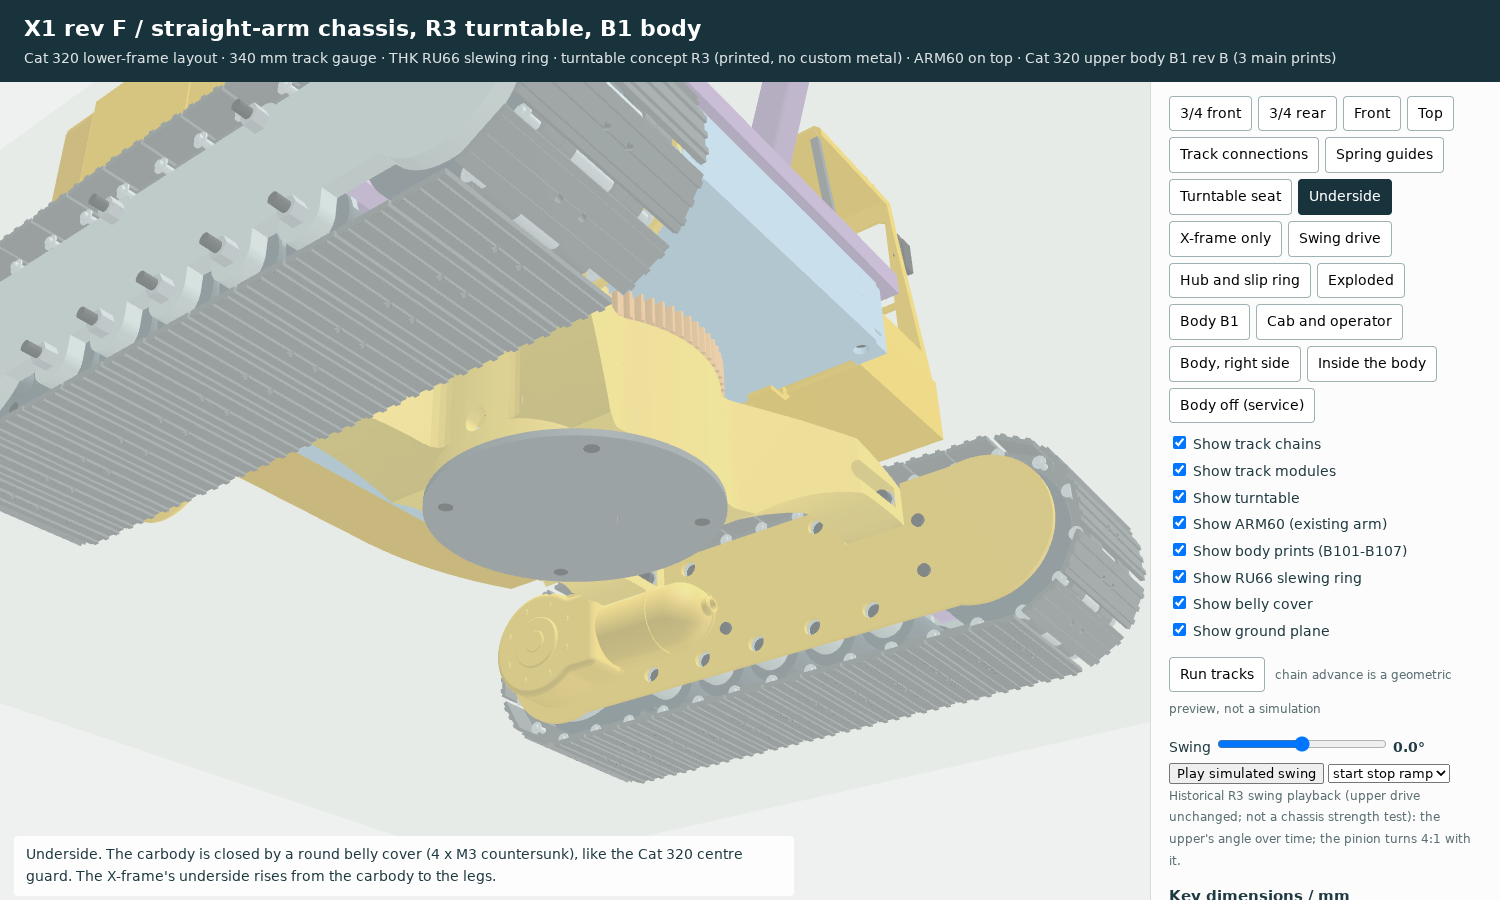 X1 rev F / straight-arm chassis, R3 turntable, B1 body
Cat 320 lower-frame layout · 340 mm track gauge · THK RU66 slewing ring · turntable concept R3 (printed, no custom metal) · ARM60 on top · Cat 320 upper body B1 rev B (3 main prints)
3/4 front
3/4 rear
Front
Top
Track connections
Spring guides
Turntable seat
Underside
X-frame only
Swing drive
Hub and slip ring
Exploded
Body B1
Cab and operator
Body, right side
Inside the body
Body off (service)
Show track chains
Show track modules
Show turntable
Show ARM60 (existing arm)
Show body prints (B101-B107)
Show RU66 slewing ring
Show belly cover
Show ground plane
Run tracks
chain advance is a geometric
preview, not a simulation
Swing
0.0°
Play simulated swing
start stop ramp
Historical R3 swing playback (upper drive
unchanged; not a chassis strength test): the
upper's angle over time; the pinion turns 4:1 with
it.
Key dimensions / mm
Underside. The carbody is closed by a round belly cover (4 x M3 countersunk), like the Cat 320 centre
guard. The X-frame's underside rises from the carbody to the legs.